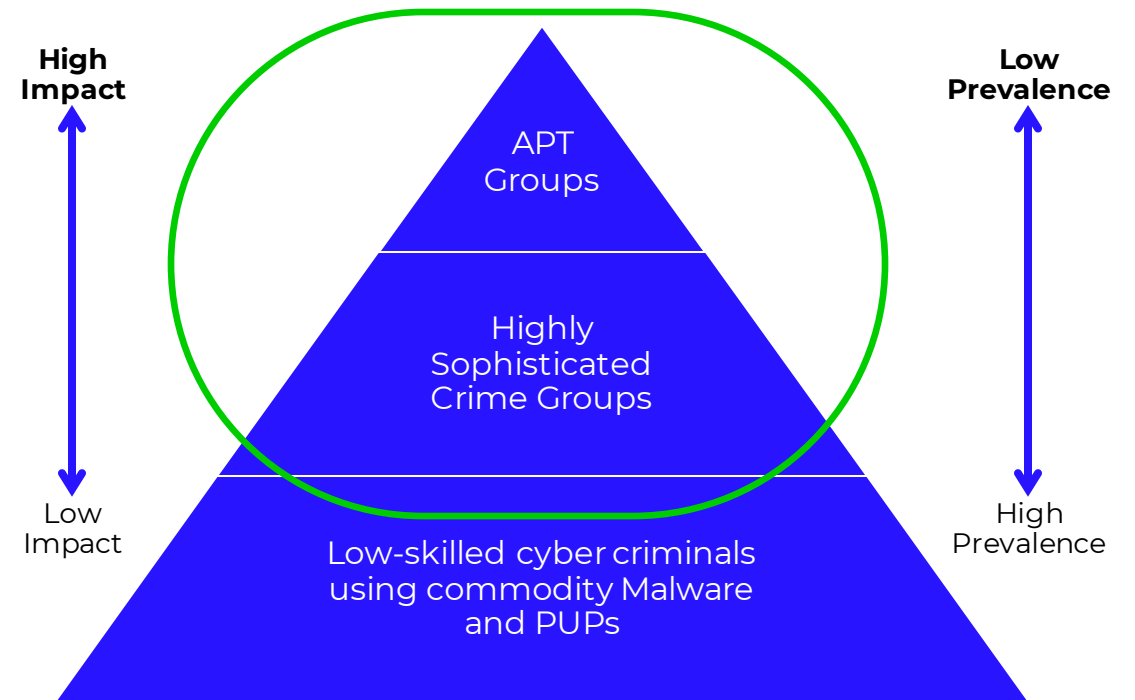 High
Impact
Low
Prevalence
APT
Groups
Highly
Sophisticated
Crime Groups
Low
Impact
High
Prevalence
Low-skilled cyber criminals
using commodity Malware
and PUPs